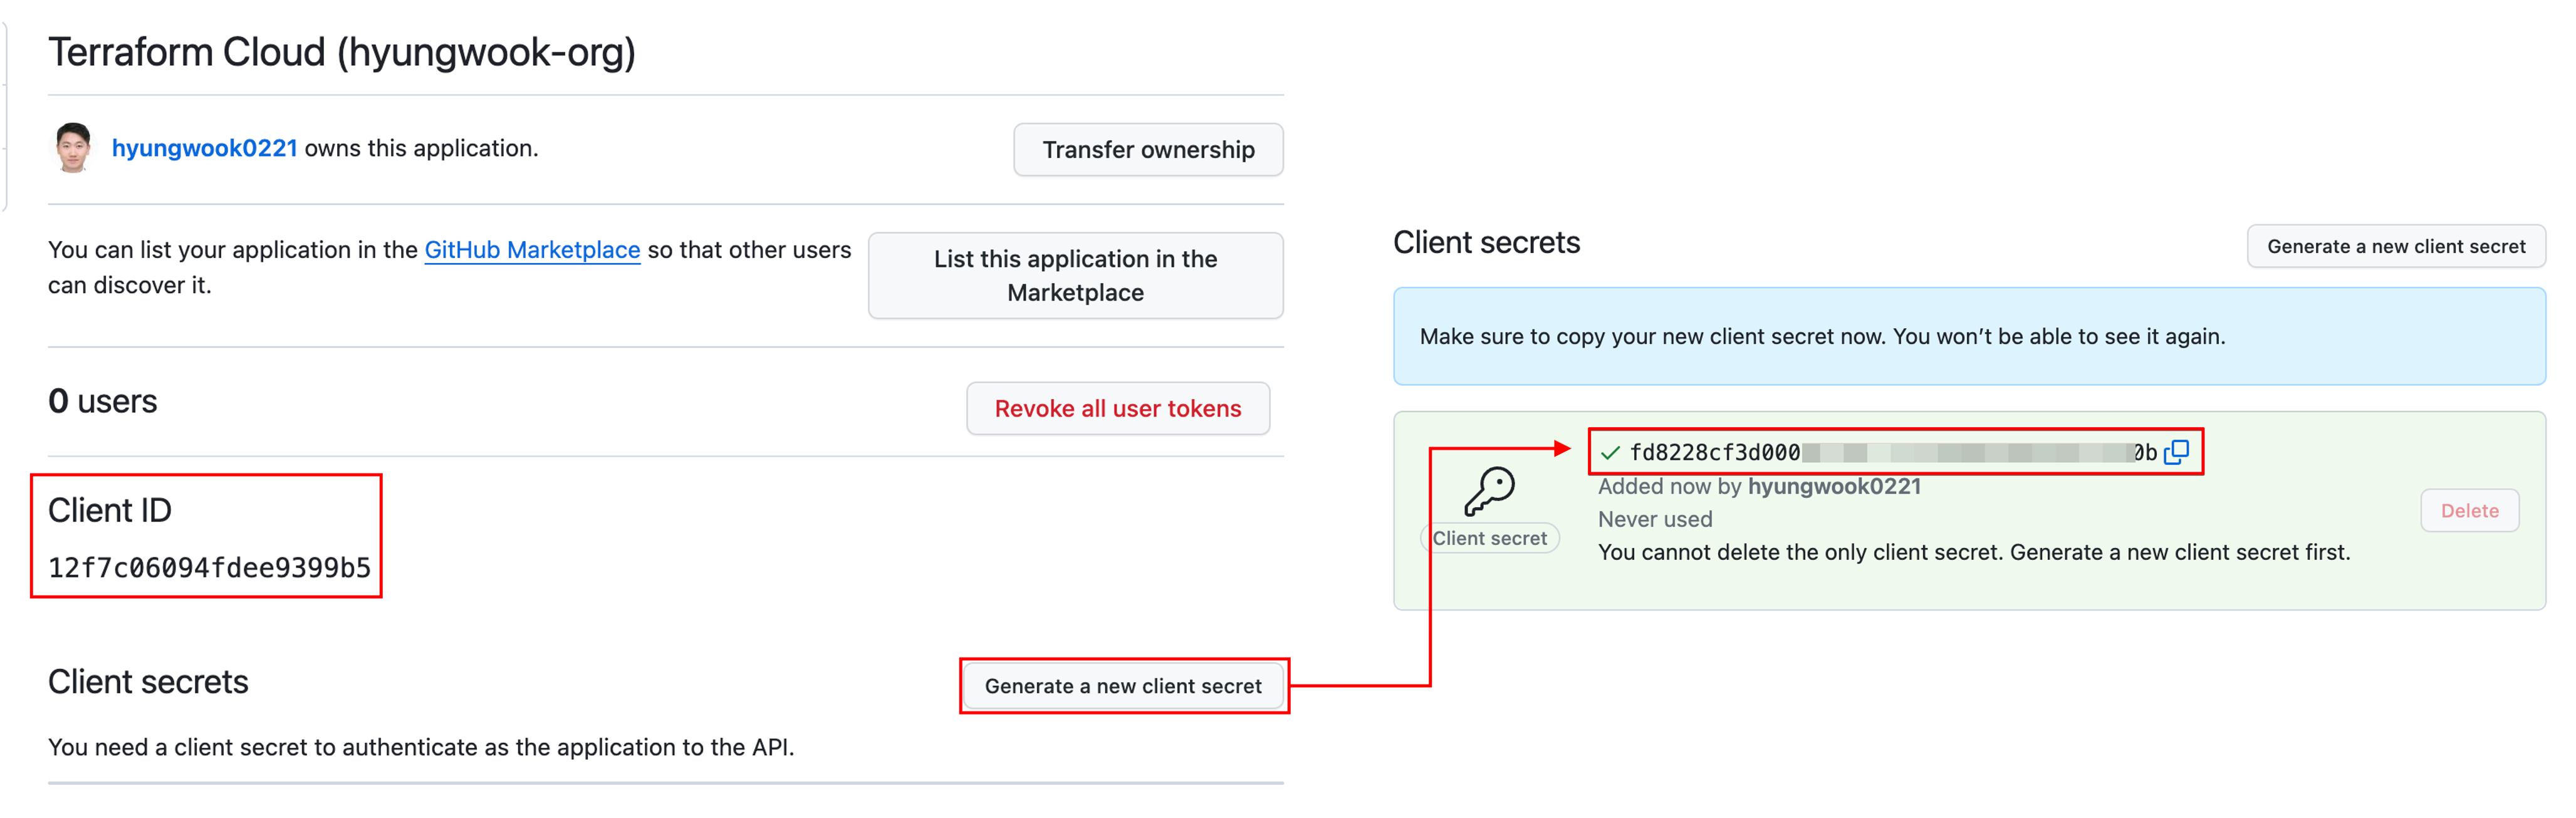 Terraform Cloud (hyungwook-org)
hyungwook0221 owns this application.
Transfer ownership
You can list your application in the GitHub Marketplace so that other users
can discover it.
List this application in the
Marketplace
0 users
Revoke all user tokens
Client ID
12f7c06094fdee9399b5
Client secrets
Generate a new client secret
You need a client secret to authenticate as the application to the API.
Client secrets
Generate a new client secret
Make sure to copy your new client secret now. You won’t be able to see it again.
fd8228cf3d000 0b
Client secret
Added now by hyungwook0221
Never used
You cannot delete the only client secret. Generate a new client secret first.
Delete